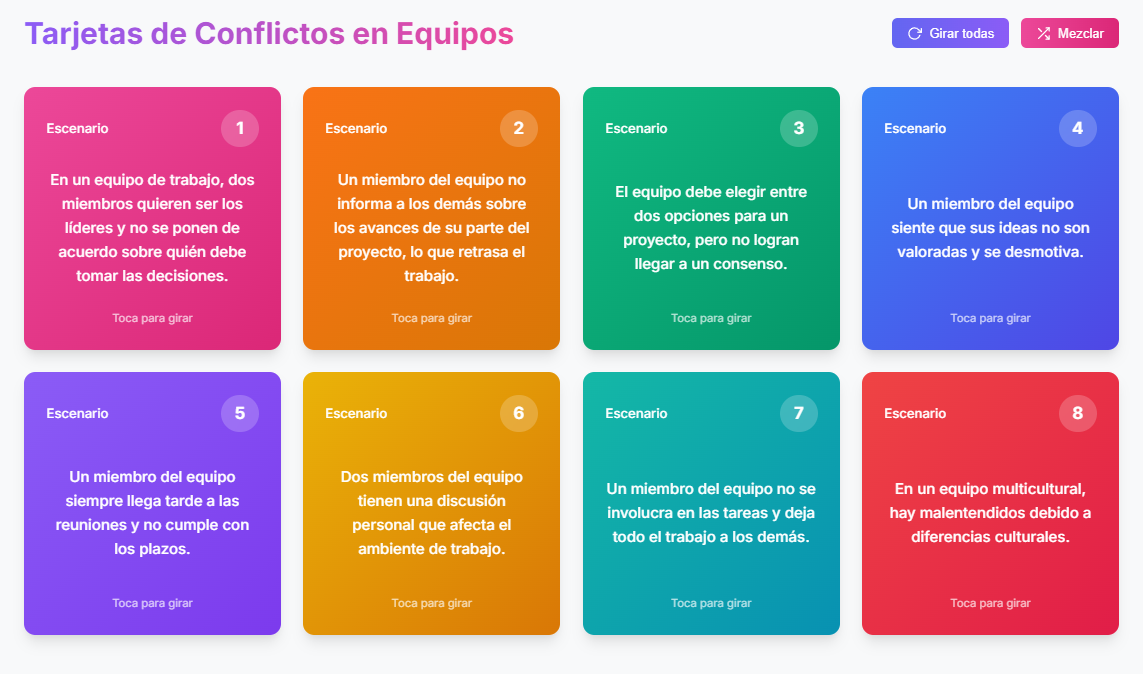 Tarjetas de Conflictos en Equipos
Girar todas
Mezclar
Escenario
1
En un equipo de trabajo, dos
miembros quieren ser los
líderes y no se ponen de
acuerdo sobre quién debe
tomar las decisiones.
Toca para girar
Escenario
2
Un miembro del equipo no
informa a los demás sobre
los avances de su parte del
proyecto, lo que retrasa el
trabajo.
Toca para girar
Escenario
3
El equipo debe elegir entre
dos opciones para un
proyecto, pero no logran
llegar a un consenso.
Toca para girar
Escenario
4
Un miembro del equipo
siente que sus ideas no son
valoradas y se desmotiva.
Toca para girar
Escenario
5
Un miembro del equipo
siempre llega tarde a las
reuniones y no cumple con
los plazos.
Toca para girar
Escenario
6
Dos miembros del equipo
tienen una discusión
personal que afecta el
ambiente de trabajo.
Toca para girar
Escenario
7
Un miembro del equipo no se
involucra en las tareas y deja
todo el trabajo a los demás.
Toca para girar
Escenario
8
En un equipo multicultural,
hay malentendidos debido a
diferencias culturales.
Toca para girar